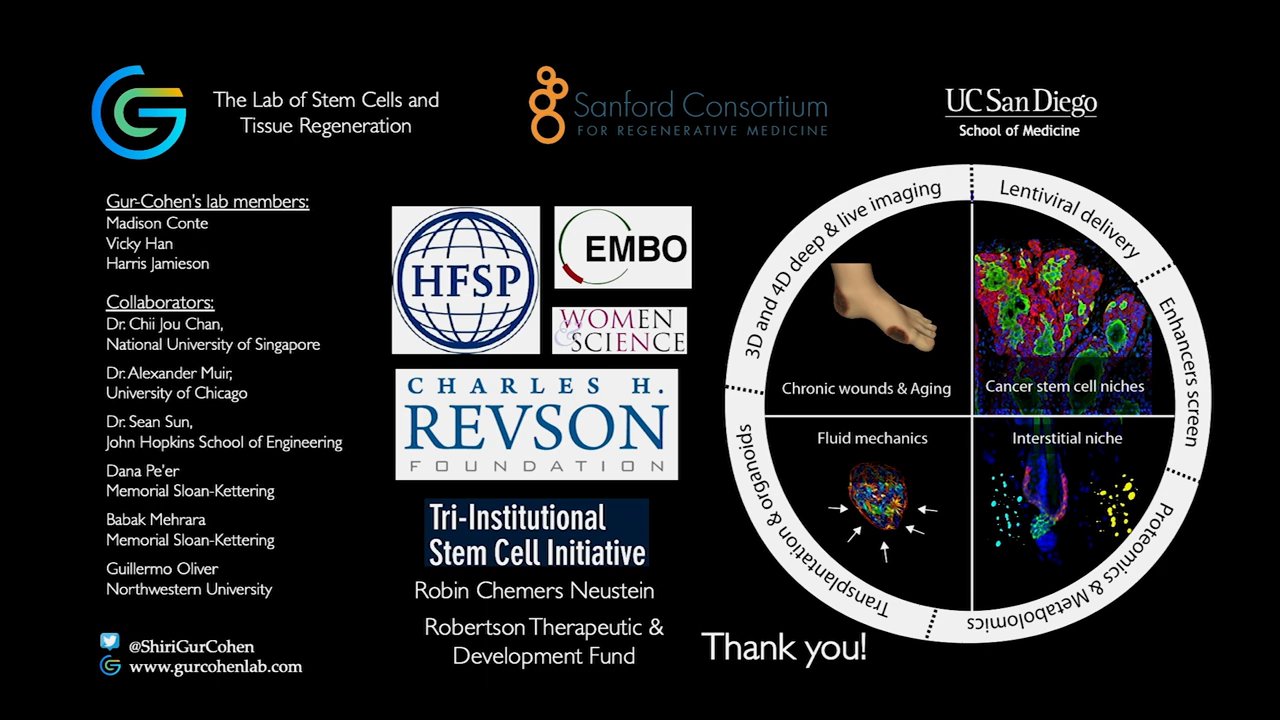 The Lab of Stem Cells and
Tissue Regeneration
Sanford Consortium
FOR REGENERATIVE MEDICINE
UC San Diego
School of Medicine
Gur-Cohen's lab members:
Madison Conte
Vicky Han
Harris Jamieson
Collaborators:
Dr. Chii Jou Chan,
National University of Singapore
Dr. Alexander Muir,
University of Chicago
Dr. Sean Sun,
John Hopkins School of Engineering
Dana Pe'er
Memorial Sloan-Kettering
Babak Mehrara
Memorial Sloan-Kettering
Guillermo Oliver
Northwestern University
@ShiriGurCohen
www.gurcohenlab.com
HFSP
EMBO
WOMEN
& SCIENCE
CHARLES H.
REVSON
FOUNDATION
Tri-Institutional
Stem Cell Initiative
Robin Chemers Neustein
Robertson Therapeutic &
Development Fund
3D and 4D deep & live imaging
Lentiviral delivery
Enhancers screen
Proteomics & Metabolomics
Transplantation & organoids
Chronic wounds & Aging
Cancer stem cell niches
Fluid mechanics
Interstitial niche
Thank you!